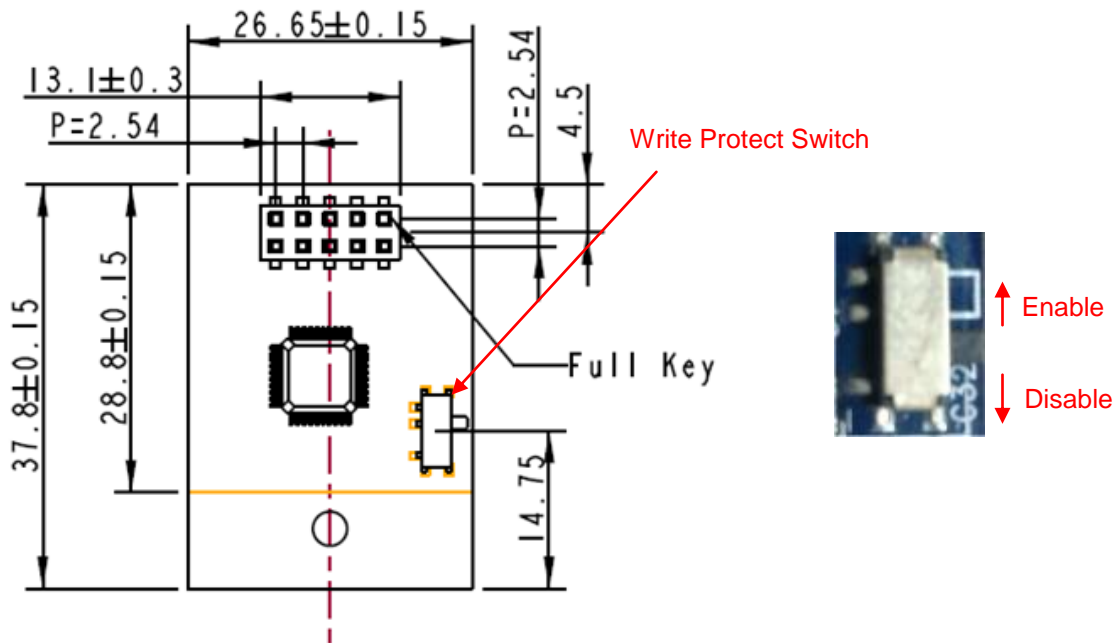 26.65±0.15
13.1±0.3
P=2.54
P=2.54
4.5
Write Protect Switch
37.8±0.15
28.8±0.15
Full Key
14.75
Enable
Disable
C32